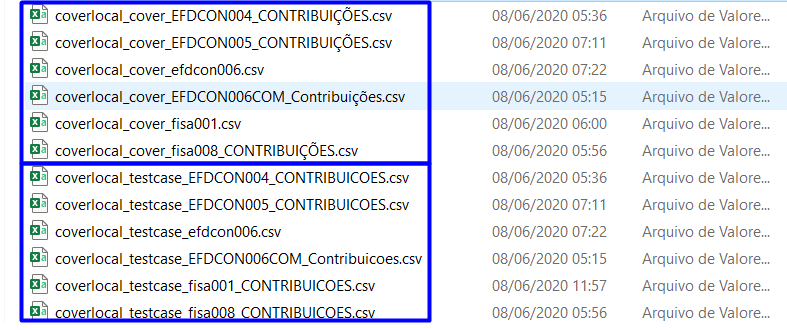 coverlocal_cover_EFDCON004_CONTRIBUIÇÕES.csv 08/06/2020 05:36 Arquivo de Valore...
coverlocal_cover_EFDCON005_CONTRIBUIÇÕES.csv 08/06/2020 07:11 Arquivo de Valore...
coverlocal_cover_efdcon006.csv 08/06/2020 07:22 Arquivo de Valore...
coverlocal_cover_EFDCON006COM_Contribuições.csv 08/06/2020 05:15 Arquivo de Valore...
coverlocal_cover_fisa001.csv 08/06/2020 06:00 Arquivo de Valore...
coverlocal_cover_fisa008_CONTRIBUIÇÕES.csv 08/06/2020 05:56 Arquivo de Valore...
coverlocal_testcase_EFDCON004_CONTRIBUICOES.csv 08/06/2020 05:36 Arquivo de Valore...
coverlocal_testcase_EFDCON005_CONTRIBUICOES.csv 08/06/2020 07:11 Arquivo de Valore...
coverlocal_testcase_efdcon006.csv 08/06/2020 07:22 Arquivo de Valore...
coverlocal_testcase_EFDCON006COM_Contribuicoes.csv 08/06/2020 05:15 Arquivo de Valore...
coverlocal_testcase_fisa001_CONTRIBUICOES.csv 08/06/2020 11:57 Arquivo de Valore...
coverlocal_testcase_fisa008_CONTRIBUICOES.csv 08/06/2020 05:56 Arquivo de Valore...